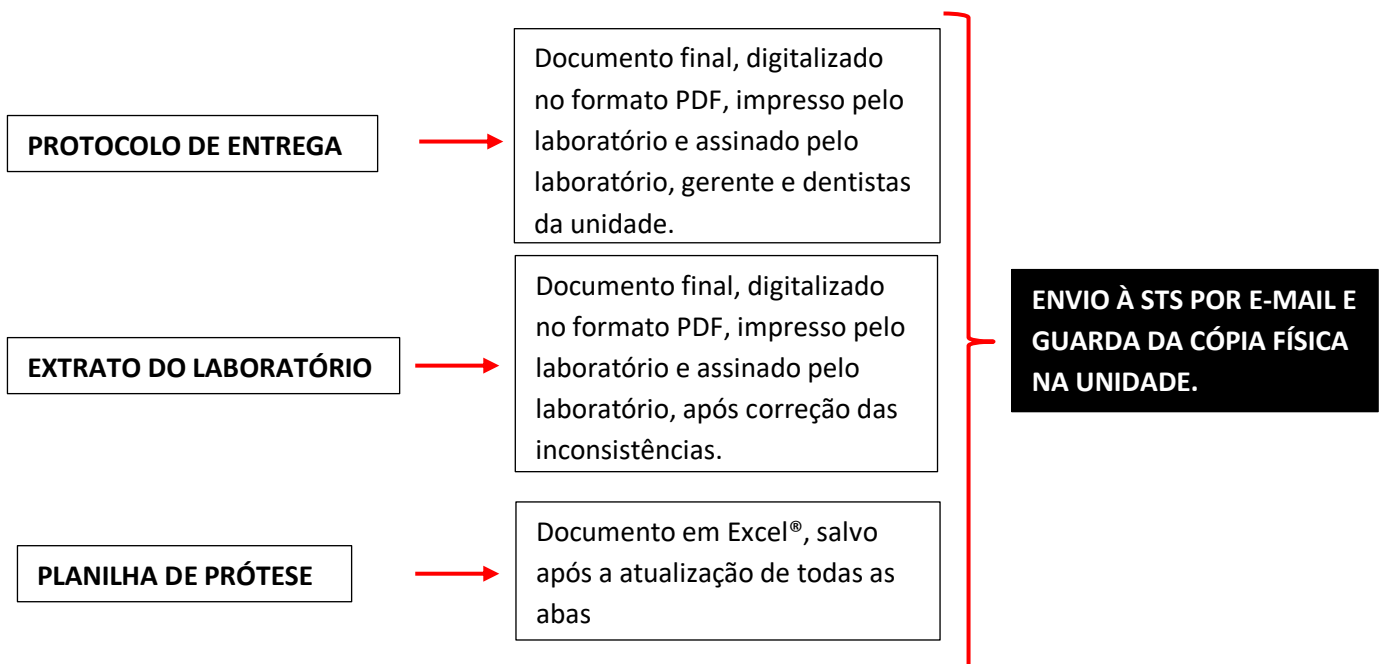 PROTOCOLO DE ENTREGA
Documento final, digitalizado
no formato PDF, impresso pelo
laboratório e assinado pelo
laboratório, gerente e dentistas
da unidade.
EXTRATO DO LABORATÓRIO
Documento final, digitalizado
no formato PDF, impresso pelo
laboratório e assinado pelo
laboratório, após correção das
inconsistências.
PLANILHA DE PRÓTESE
Documento em Excel®, salvo
após a atualização de todas as
abas
ENVIO À STS POR E-MAIL E
GUARDA DA CÓPIA FÍSICA
NA UNIDADE.